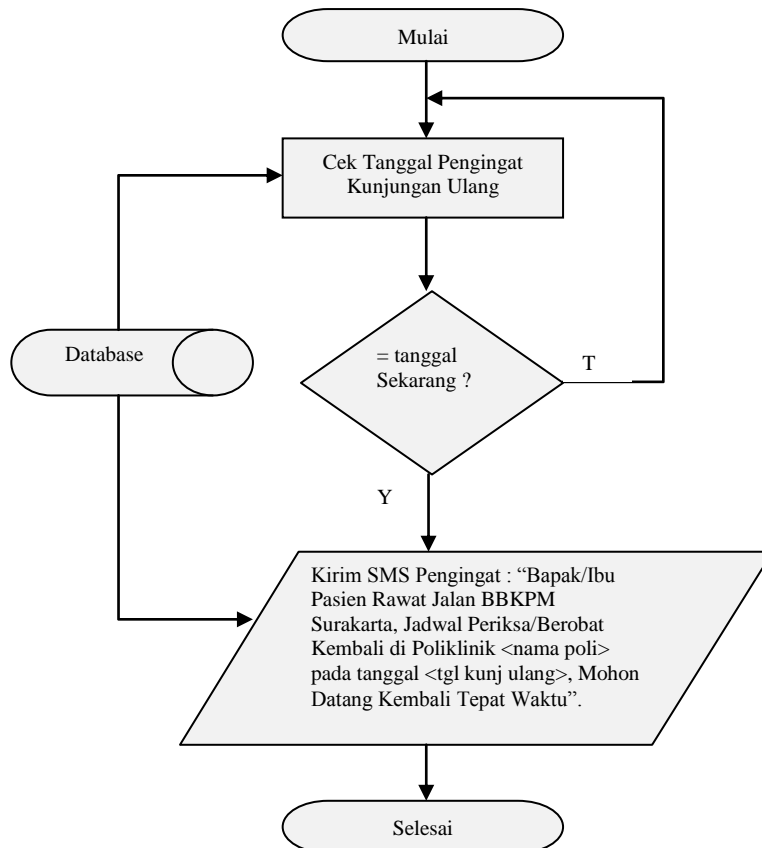 Mulai
Cek Tanggal Pengingat
Kunjungan Ulang
Database
= tanggal
Sekarang ?
T
Y
Kirim SMS Pengingat : “Bapak/Ibu
Pasien Rawat Jalan BBKPM
Surakarta, Jadwal Periksa/Berobat
Kembali di Poliklinik <nama poli>
pada tanggal <tgl kunj ulang>, Mohon
Datang Kembali Tepat Waktu”.
Selesai